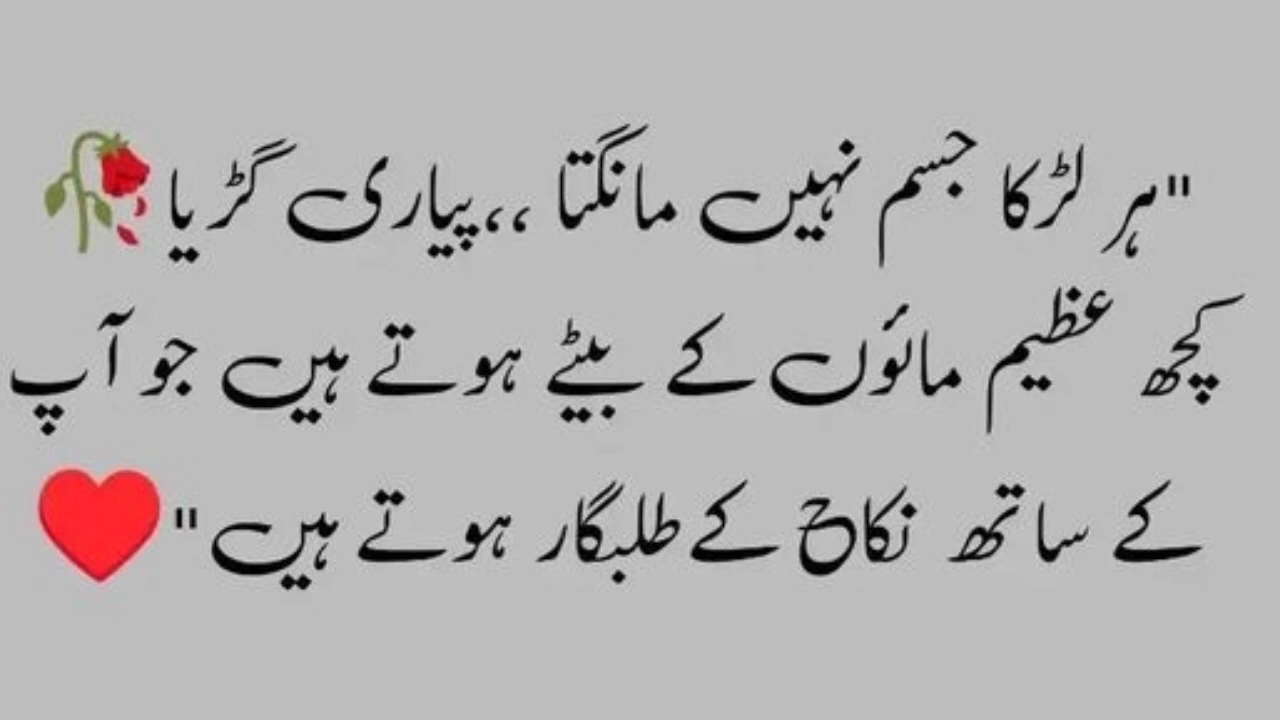 "ہر لڑکا جسم نہیں مانگتا ،،پیاری گڑیا🥀
کچھ عظیم مائوں کے بیٹے ہوتے ہیں جو آپ
کے ساتھ نکاح کے طلبگار ہوتے ہیں"♥️